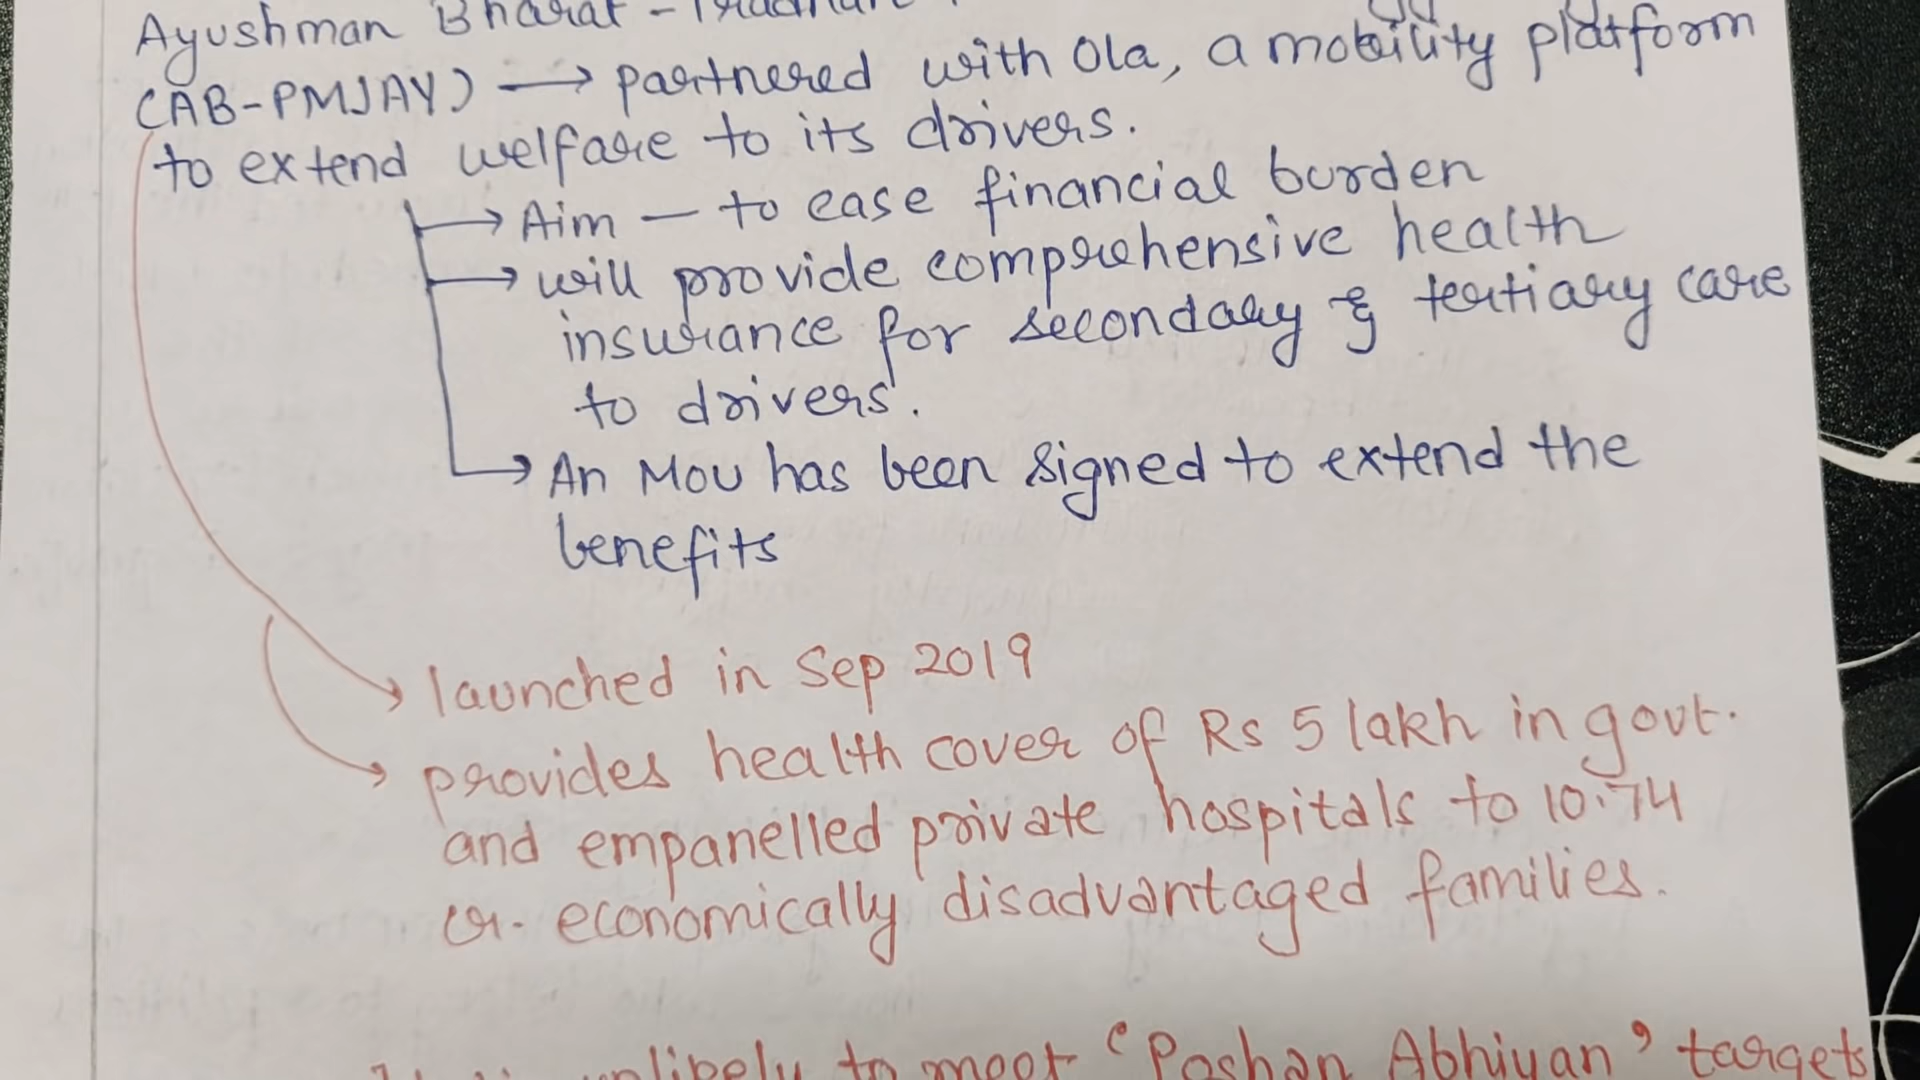 Ayushman Bharat -
(AB-PMJAY) → partnered with Ola, a mobility platform
to extend welfare to its drivers.
→ Aim — to ease financial burden
→ will provide comprehensive health
insurance for secondary & tertiary care
to drivers.
→ An MoU has been signed to extend the
benefits
→ launched in Sep 2019
→ provides health cover of Rs 5 lakh in govt.
and empanelled private hospitals to 10.74
cr. economically disadvantaged families.
unlikely to meet 'Poshan Abhiyan' targets